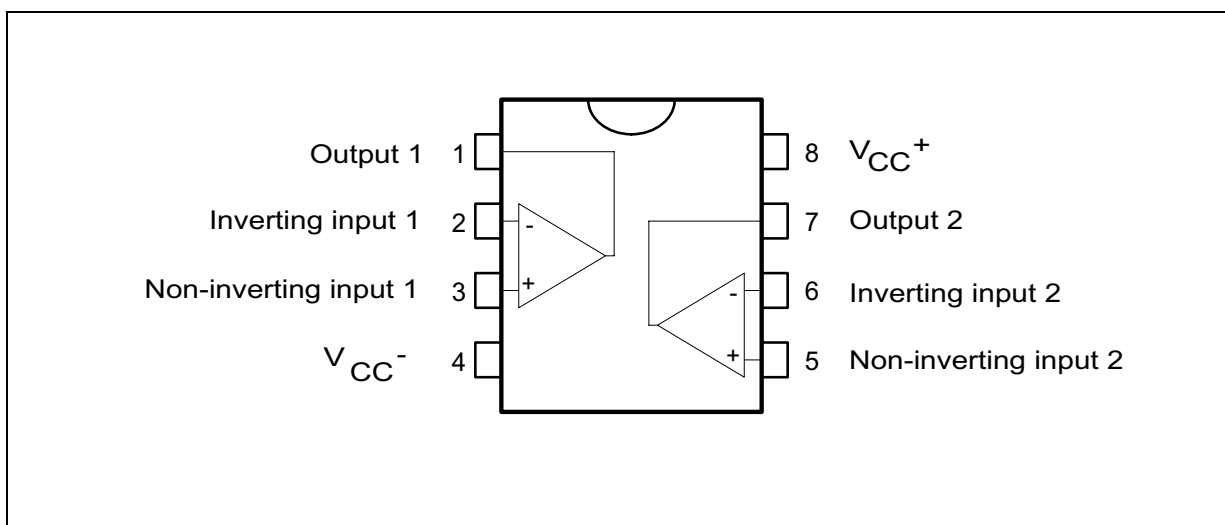 Output 1 1
Inverting input 1 2
Non-inverting input 1 3
VCC- 4
- +
8 VCC+
7 Output 2
6 Inverting input 2
5 Non-inverting input 2
- +